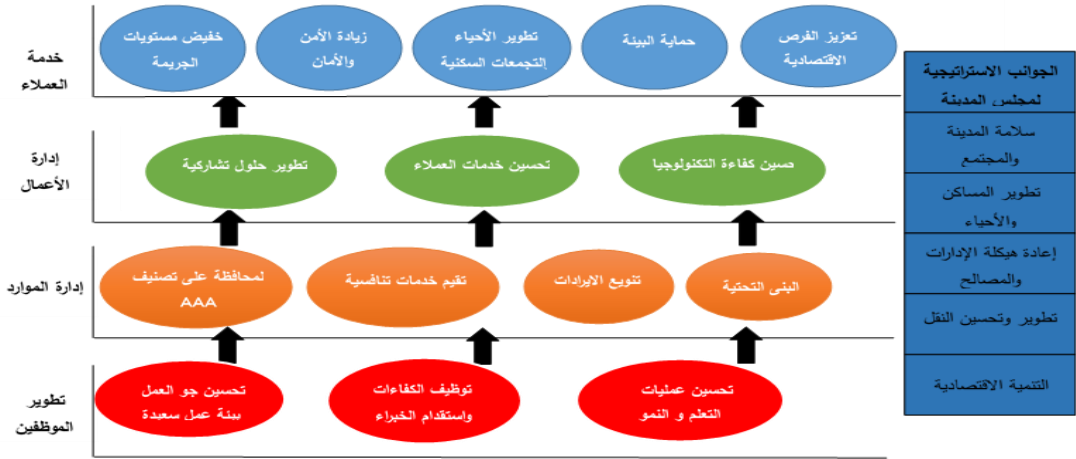 الجوانب الاستراتيجية
لمجلس المدينة
سلامة المدينة
والمجتمع
تطوير المساكن
والأحياء
إعادة هيكلة الإدارات
والمصالح
تطوير وتحسين النقل
التنمية الاقتصادية
خدمة
العملاء
تعزيز الفرص
الاقتصادية
حماية البيئة
تطوير الأحياء
إلتجمعات السكنية
زيادة الأمن
والأمان
خفيض مستويات
الجريمة
إدارة
الأعمال
صسين كفاءة التكنولوجيا
تحسين خدمات العملاء
تطوير حلول تشاركية
إدارة الموارد
البنى التحتية
تنويع الايرادات
تقيم خدمات تنافسية
لمحافظة على تصنيف
AAA
تطوير
الموظفين
تحسين عمليات
التعلم و النمو
توظيف الكفاءات
وإستقدام الخبراء
تحسين جو العمل
بيئة عمل سعيدة